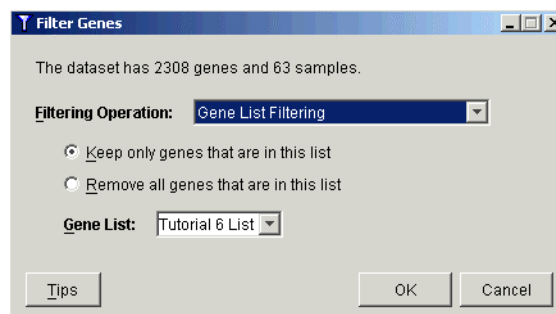 Filter Genes
The dataset has 2308 genes and 63 samples.
Filtering Operation: Gene List Filtering
Keep only genes that are in this list
Remove all genes that are in this list
Gene List: Tutorial 6 List
Tips OK Cancel